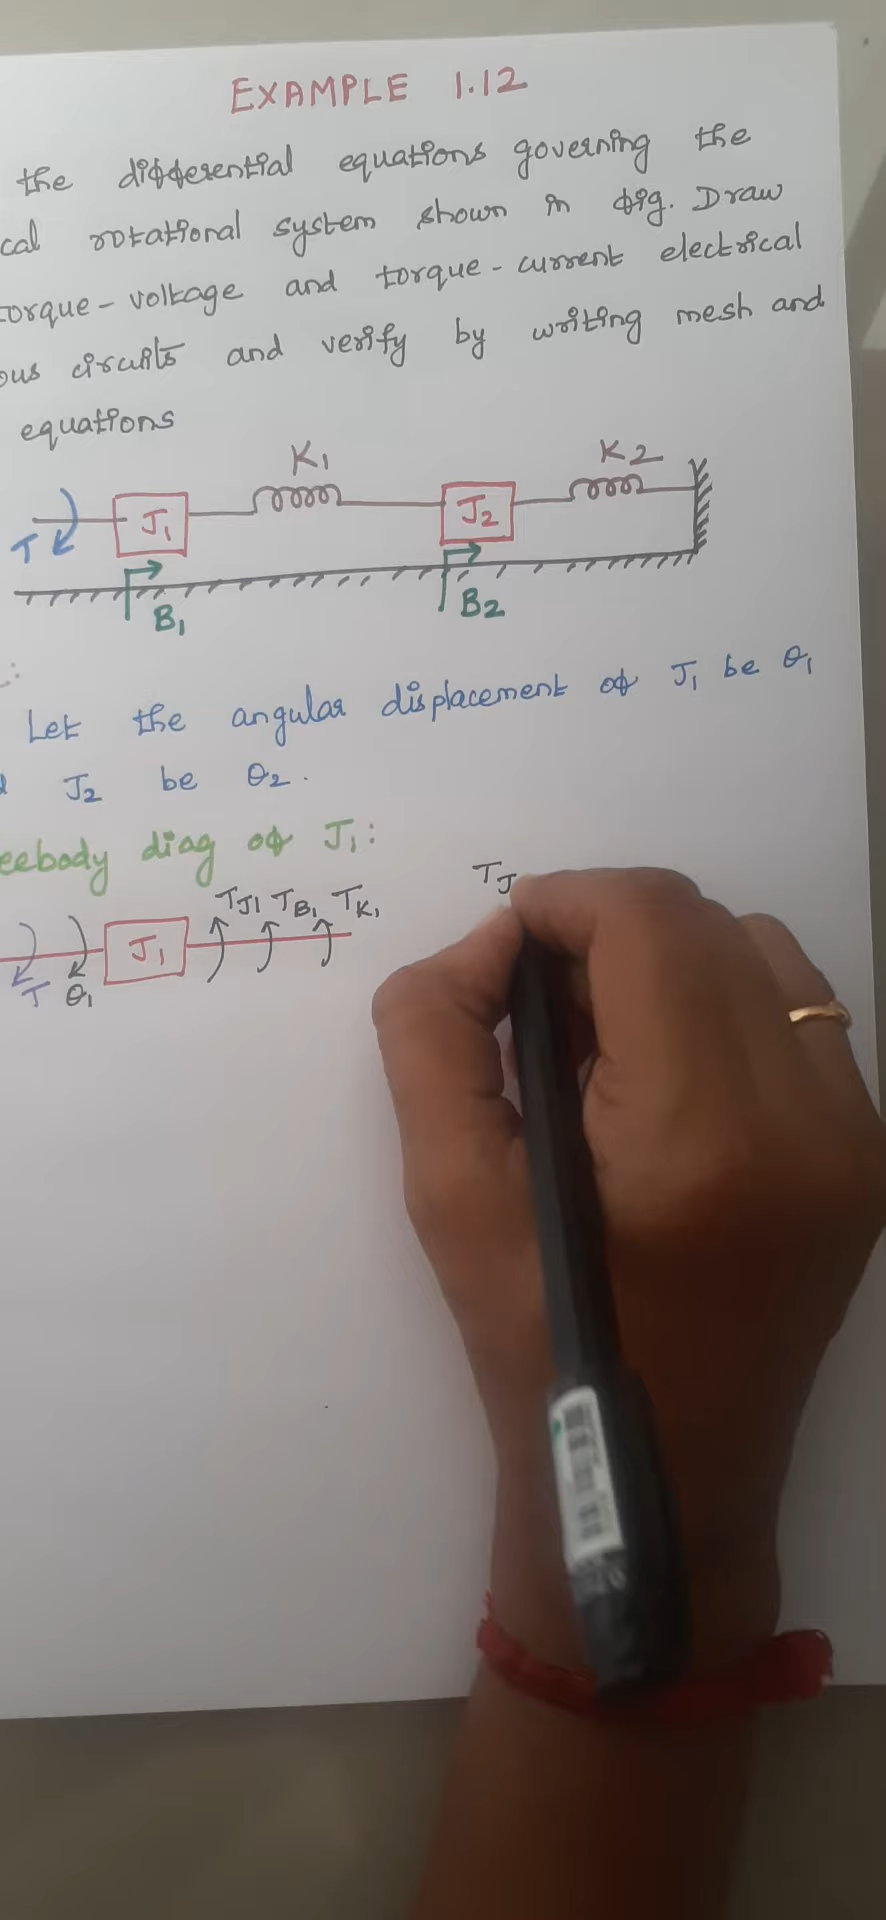 EXAMPLE 1.12
the differential equations governing the
cal rotational system shown in fig. Draw
torque-voltage and torque-current electrical
ous circuits and verify by writing mesh and
equations
K1 K2
T J1 J2
B1 B2
Let the angular displacement of J1 be θ1
J2 be θ2.
eebody diag of J1:
TJ1 TB1 TK1 TJ
J1
T θ1